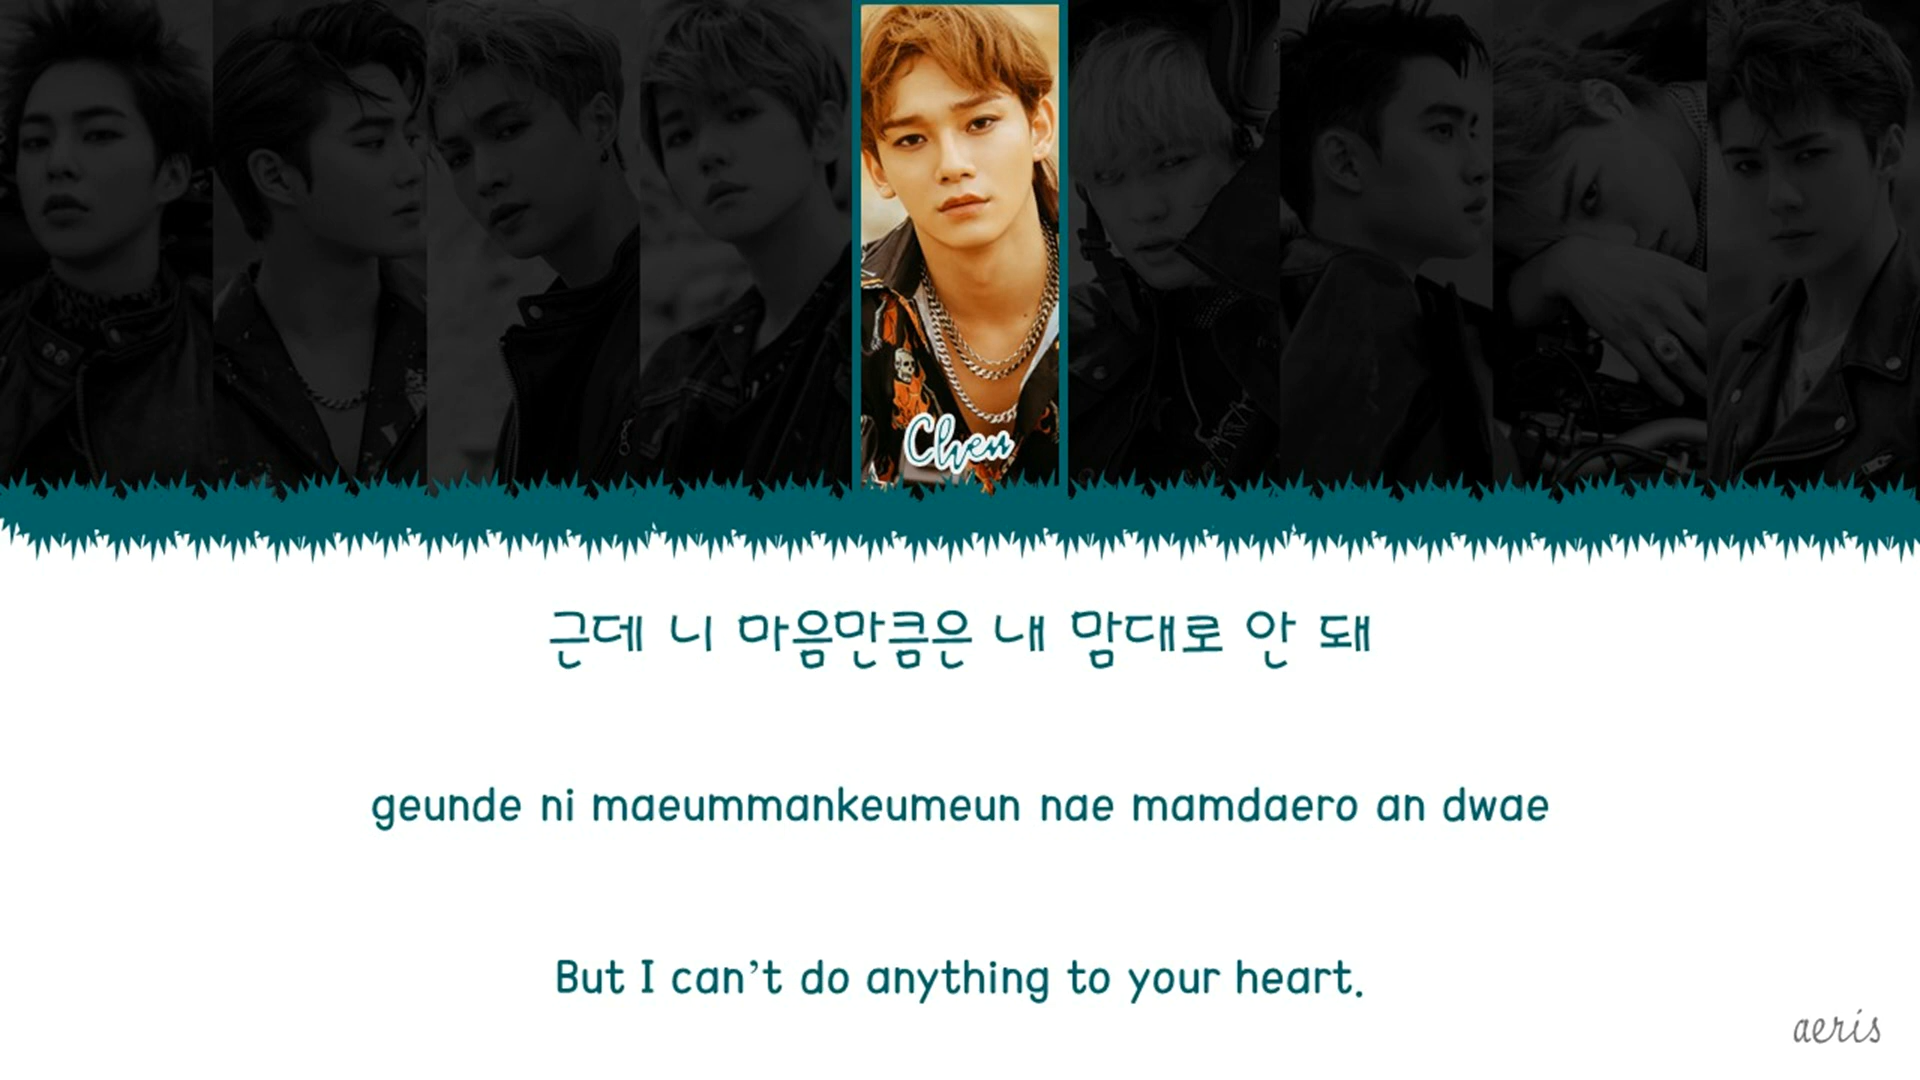 Chen
근데 니 마음만큼은 내 맘대로 안 돼
geunde ni maeummankeumeun nae mamdaero an dwae
But I can’t do anything to your heart.
aeris